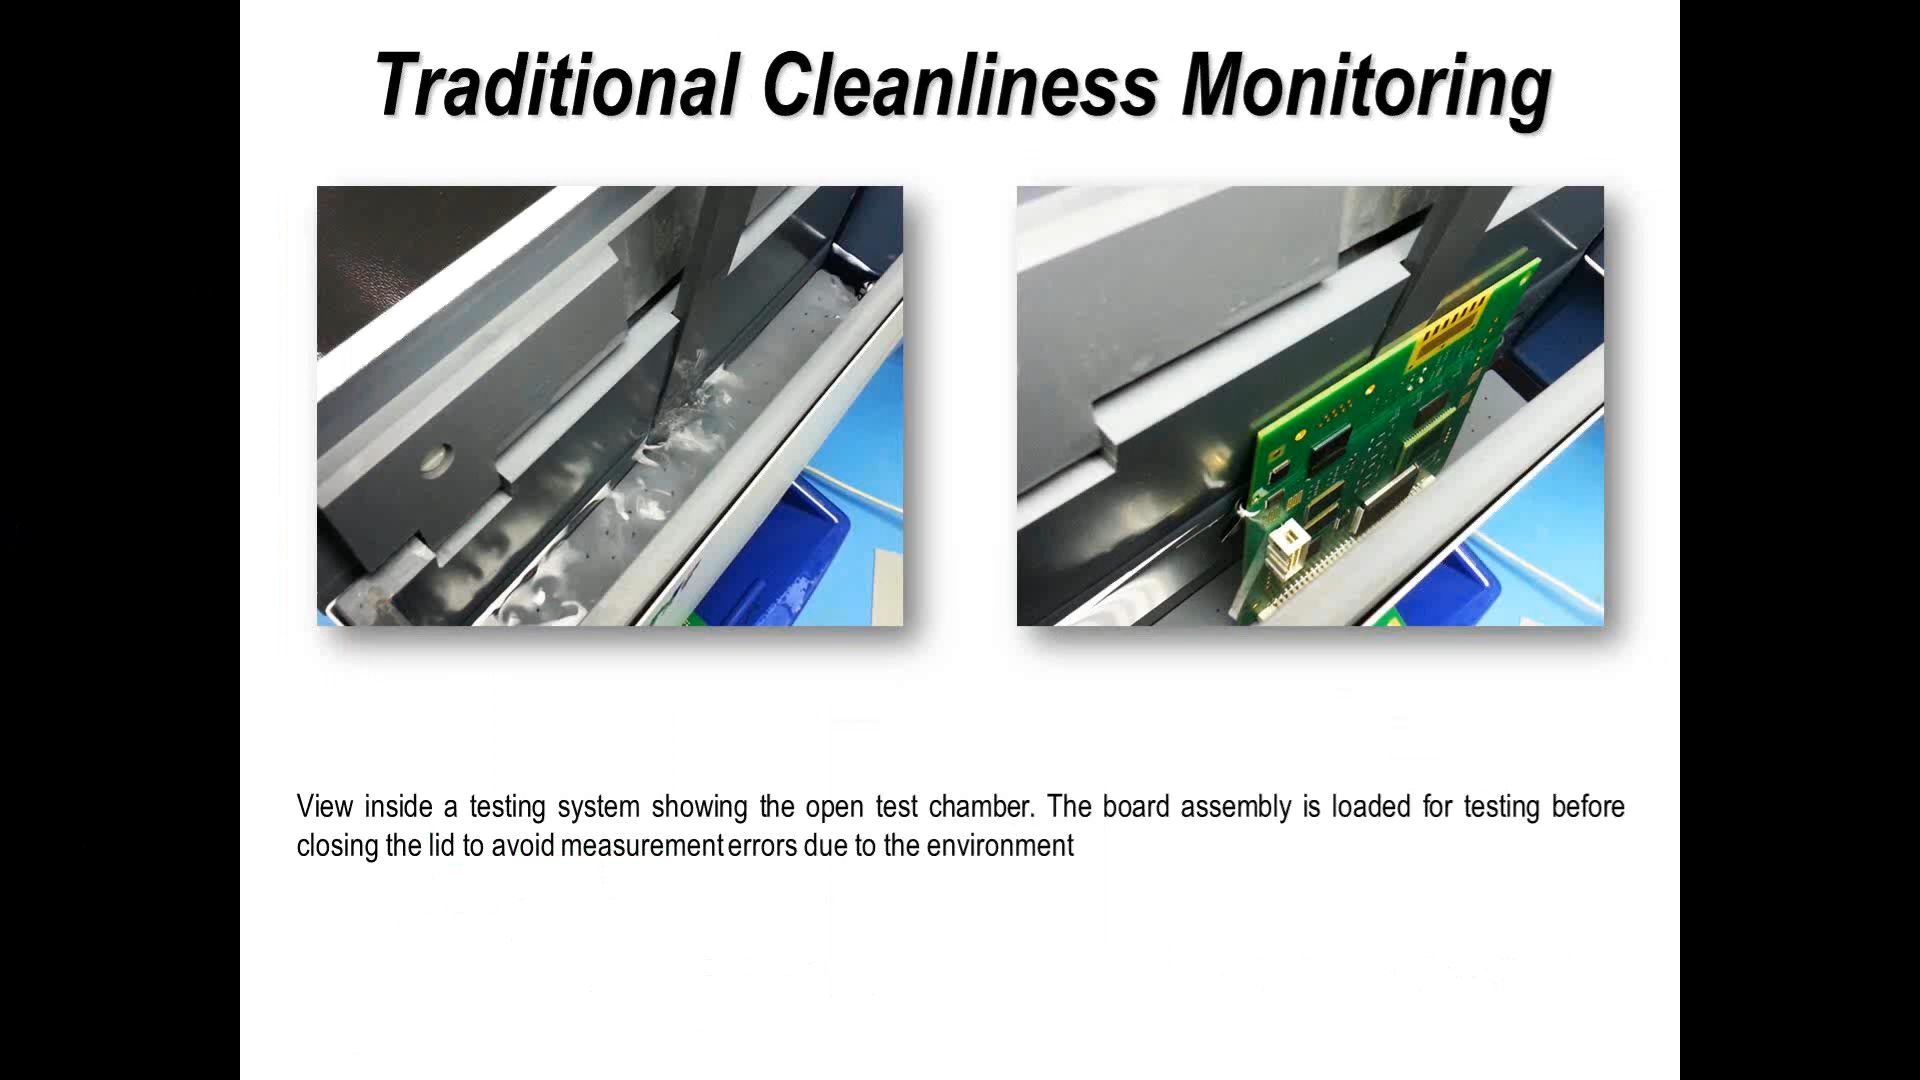 Traditional Cleanliness Monitoring
View inside a testing system showing the open test chamber. The board assembly is loaded for testing before
closing the lid to avoid measurement errors due to the environment